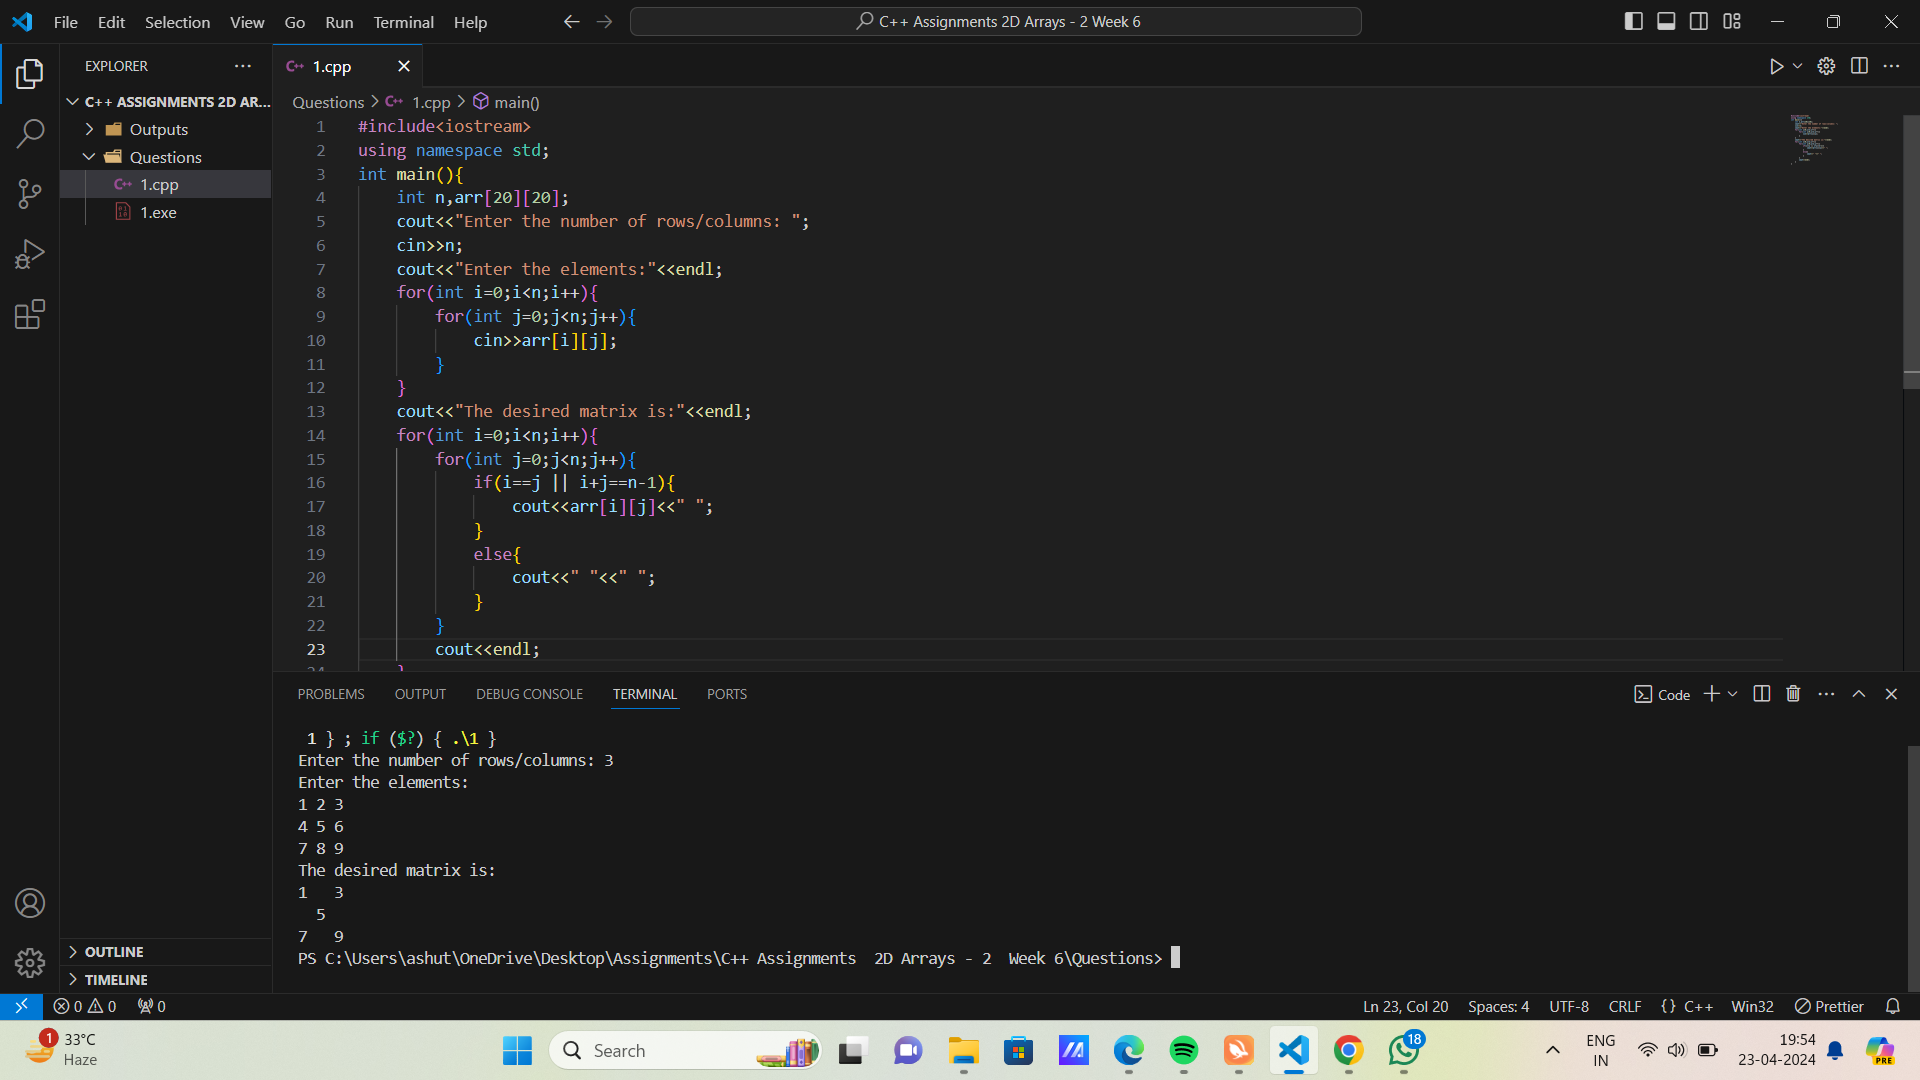 File Edit Selection View Go Run Terminal Help
C++ Assignments 2D Arrays - 2 Week 6
EXPLORER
C++ ASSIGNMENTS 2D AR...
Outputs
Questions
1.cpp
1.exe
OUTLINE
TIMELINE
1.cpp
Questions > 1.cpp > main()
1 #include<iostream>
2 using namespace std;
3 int main(){
4     int n,arr[20][20];
5     cout<<"Enter the number of rows/columns: ";
6     cin>>n;
7     cout<<"Enter the elements:"<<endl;
8     for(int i=0;i<n;i++){
9         for(int j=0;j<n;j++){
10             cin>>arr[i][j];
11         }
12     }
13     cout<<"The desired matrix is:"<<endl;
14     for(int i=0;i<n;i++){
15         for(int j=0;j<n;j++){
16             if(i==j || i+j==n-1){
17                 cout<<arr[i][j]<<" ";
18             }
19             else{
20                 cout<<" "<<" ";
21             }
22         }
23         cout<<endl;
24     }
PROBLEMS OUTPUT DEBUG CONSOLE TERMINAL PORTS
Code
1 } ; if ($?) { .\1 }
Enter the number of rows/columns: 3
Enter the elements:
1 2 3
4 5 6
7 8 9
The desired matrix is:
1   3
  5
7   9
PS C:\Users\ashut\OneDrive\Desktop\Assignments\C++ Assignments  2D Arrays - 2  Week 6\Questions>
0 0 0
Ln 23, Col 20 Spaces: 4 UTF-8 CRLF {} C++ Win32 Prettier
1
33°C
Haze
Search
18
ENG
IN
19:54
23-04-2024
PRE